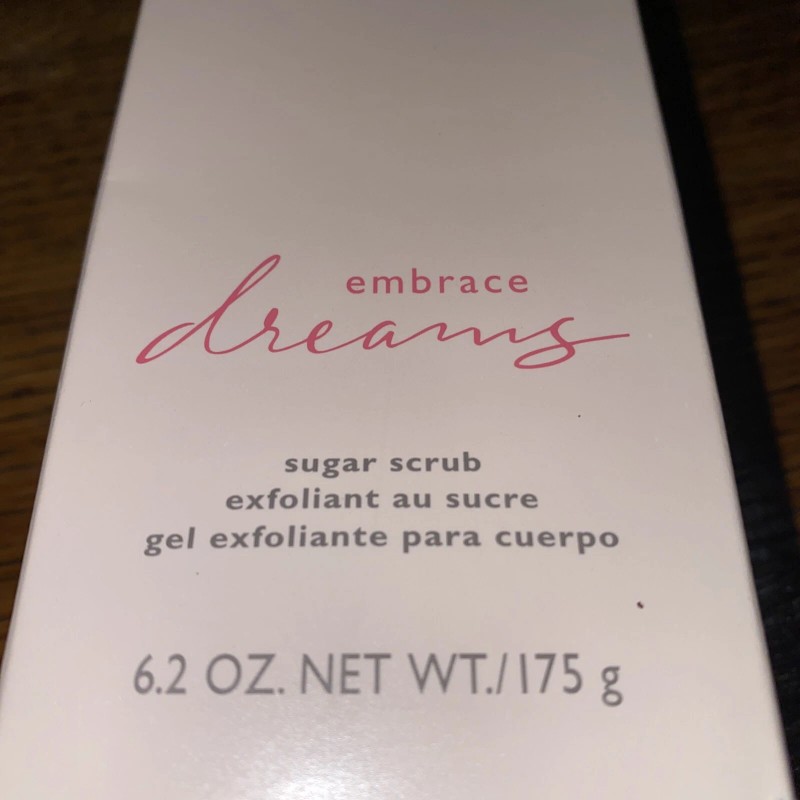 embrace
dreams
sugar scrub
exfoliant au sucre
gel exfoliante para cuerpo
6.2 OZ. NET WT./175 g